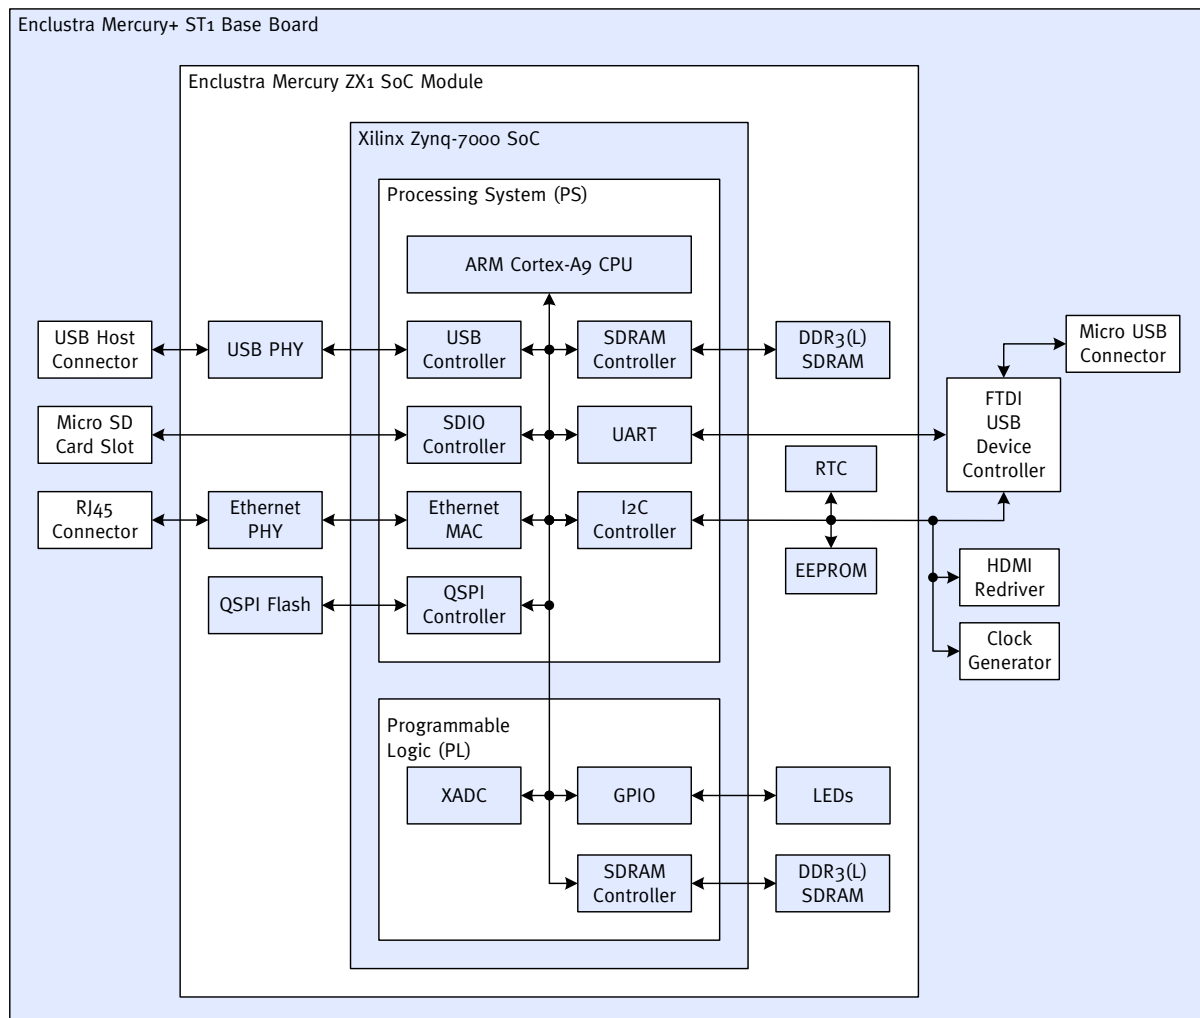 Enclustra Mercury+ ST1 Base Board
Enclustra Mercury ZX1 SoC Module
Xilinx Zynq-7000 SoC
Processing System (PS)
ARM Cortex-A9 CPU
USB Host
Connector
USB PHY
USB
Controller
SDRAM
Controller
DDR3(L)
SDRAM
Micro USB
Connector
Micro SD
Card Slot
SDIO
Controller
UART
FTDI
USB
Device
Controller
RTC
RJ45
Connector
Ethernet
PHY
Ethernet
MAC
I2C
Controller
EEPROM
HDMI
Redriver
QSPI Flash
QSPI
Controller
Clock
Generator
Programmable
Logic (PL)
XADC
GPIO
LEDs
SDRAM
Controller
DDR3(L)
SDRAM